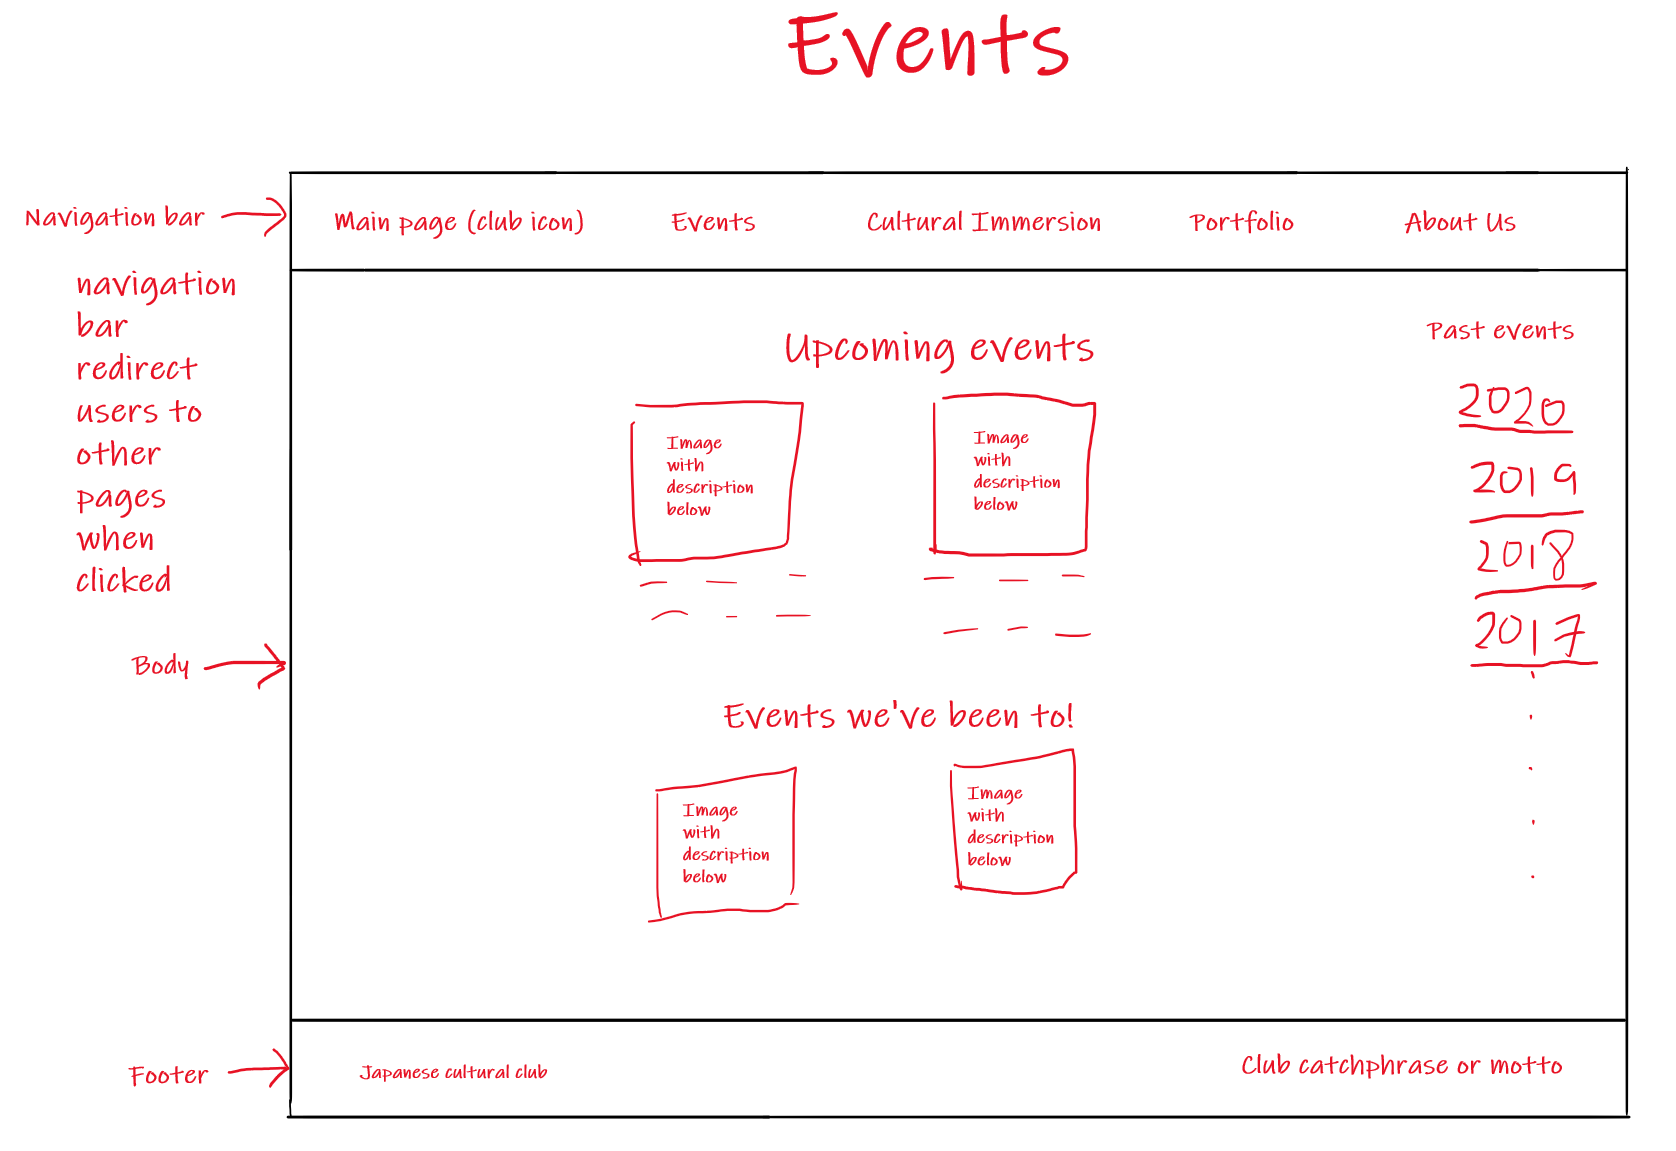 Events
Navigation bar
Main page (club icon)
Events
Cultural Immersion
Portfolio
About Us
navigation
bar
redirect
users to
other
pages
when
clicked
Upcoming events
Past events
Image
with
description
below
Image
with
description
below
2020
2019
2018
2017
Body
Events we've been to!
Image
with
description
below
Image
with
description
below
Footer
Japanese cultural club
Club catchphrase or motto